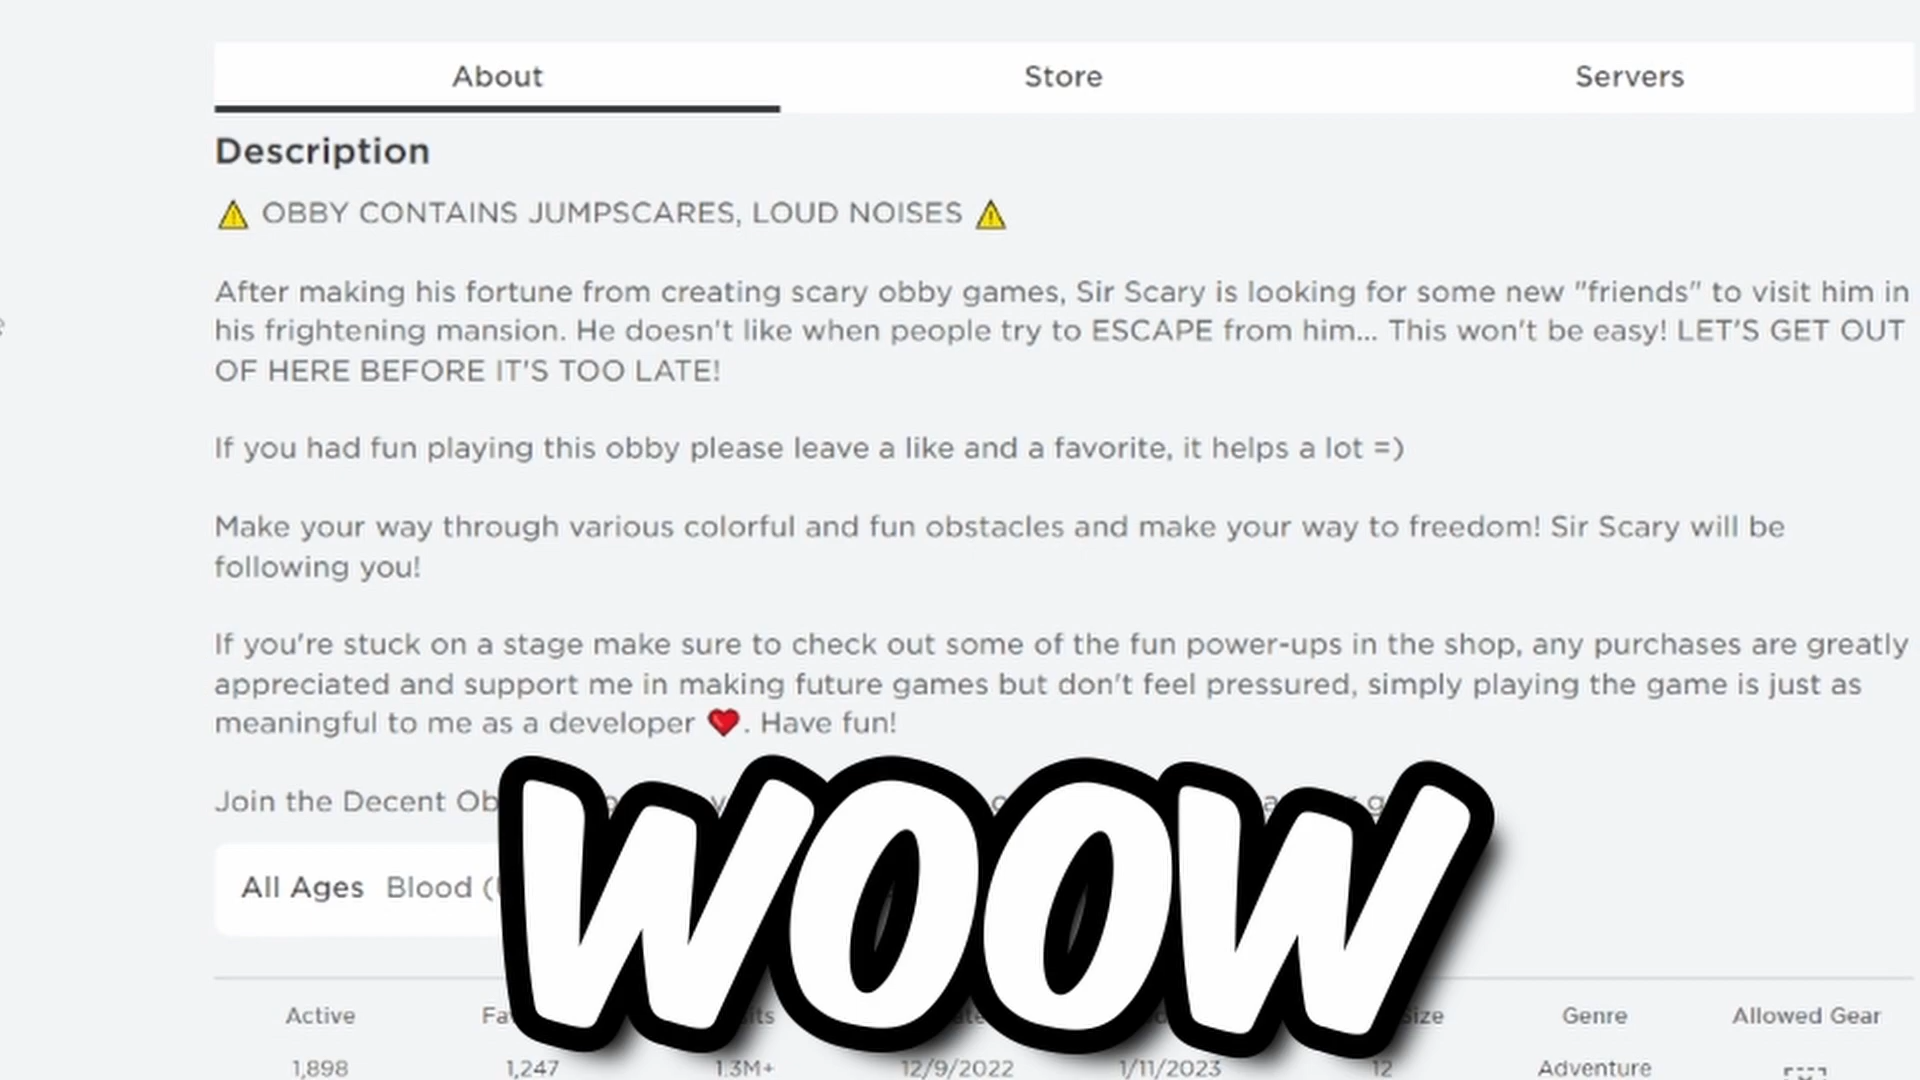 About Store Servers
Description
⚠️ OBBY CONTAINS JUMPSCARES, LOUD NOISES ⚠️
After making his fortune from creating scary obby games, Sir Scary is looking for some new "friends" to visit him in
his frightening mansion. He doesn't like when people try to ESCAPE from him... This won't be easy! LET'S GET OUT
OF HERE BEFORE IT'S TOO LATE!
If you had fun playing this obby please leave a like and a favorite, it helps a lot =)
Make your way through various colorful and fun obstacles and make your way to freedom! Sir Scary will be
following you!
If you're stuck on a stage make sure to check out some of the fun power-ups in the shop, any purchases are greatly
appreciated and support me in making future games but don't feel pressured, simply playing the game is just as
meaningful to me as a developer ❤️. Have fun!
Join the Decent
All Ages Blood
WOOW
Active Genre Allowed Gear
1,898 1,247 1.3M+ 12/9/2022 1/11/2023 12 Adventure